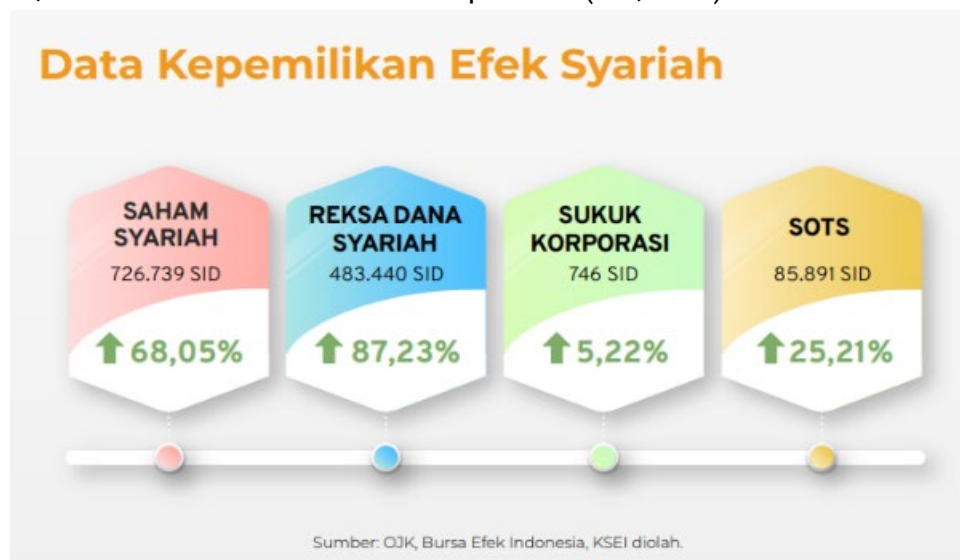 Data Kepemilikan Efek Syariah
SAHAM
SYARIAH
726.739 SID
68,05%
REKSA DANA
SYARIAH
483.440 SID
87,23%
SUKUK
KORPORASI
746 SID
5,22%
SOTS
85.891 SID
25,21%
Sumber: OJK, Bursa Efek Indonesia, KSEI diolah.